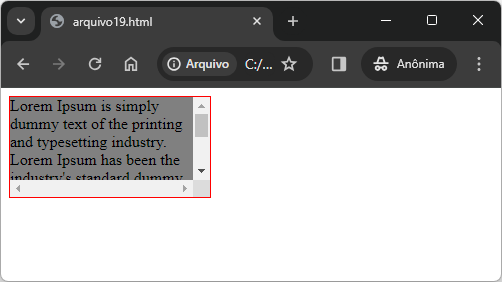 arquivo19.html
Arquivo
C:/...
Anônima
Lorem Ipsum is simply
dummy text of the printing
and typesetting industry.
Lorem Ipsum has been the
industry's standard dummy